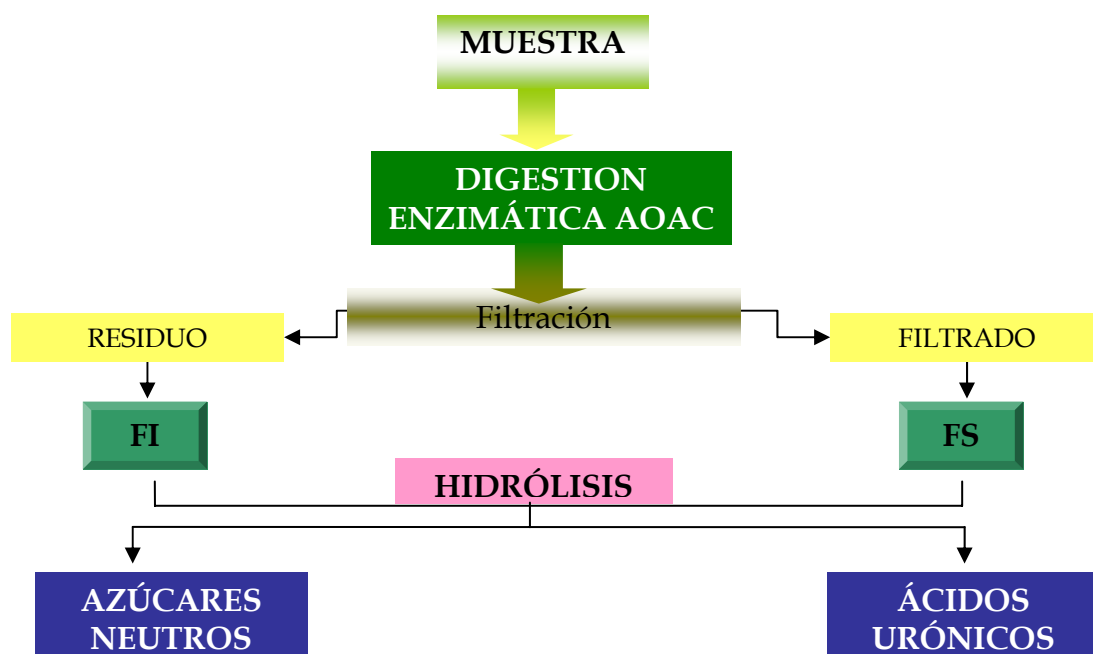 MUESTRA
DIGESTION
ENZIMÁTICA AOAC
Filtración
RESIDUO
FILTRADO
FI
FS
HIDRÓLISIS
AZÚCARES
NEUTROS
ÁCIDOS
URÓNICOS